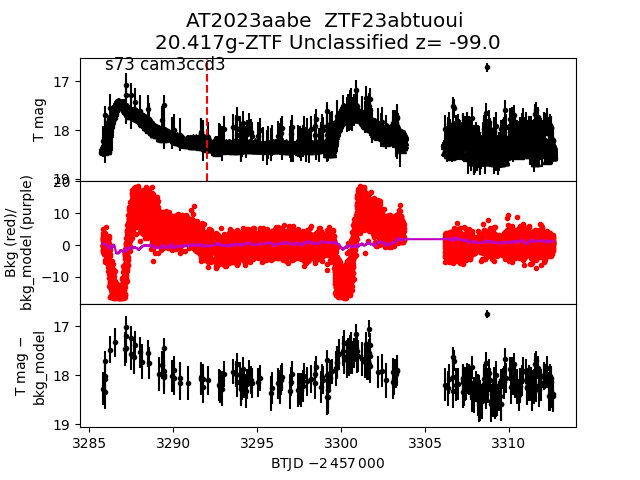 AT2023aabe  ZTF23abtuoui
20.417g-ZTF Unclassified z= -99.0
s73 cam3ccd3
17
18
19
T mag
20
10
0
−10
Bkg (red)/
bkg_model (purple)
17
18
19
T mag −
bkg_model
3285
3290
3295
3300
3305
3310
BTJD −2 457 000